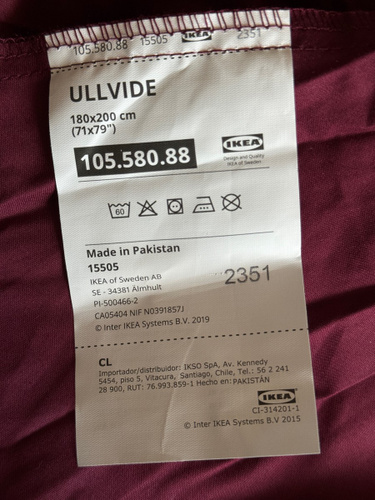 105.580.88 15505 IKEA 2351
ULLVIDE
180x200 cm
(71x79")
105.580.88
IKEA
Design and Quality
IKEA of Sweden
60
Made in Pakistan
15505
IKEA of Sweden AB
SE - 34381 Älmhult
PI-500466-2
CA05404 NIF N0391857J
© Inter IKEA Systems B.V. 2019
2351
CL
Importador/distribuidor: IKSO SpA, Av. Kennedy
5454, piso 5, Vitacura, Santiago, Chile, Tel.: 56 2 241
28 900, RUT: 76.993.859-1 Hecho en: PAKISTÁN
IKEA
CI-314201-1
© Inter IKEA Systems B.V 2015